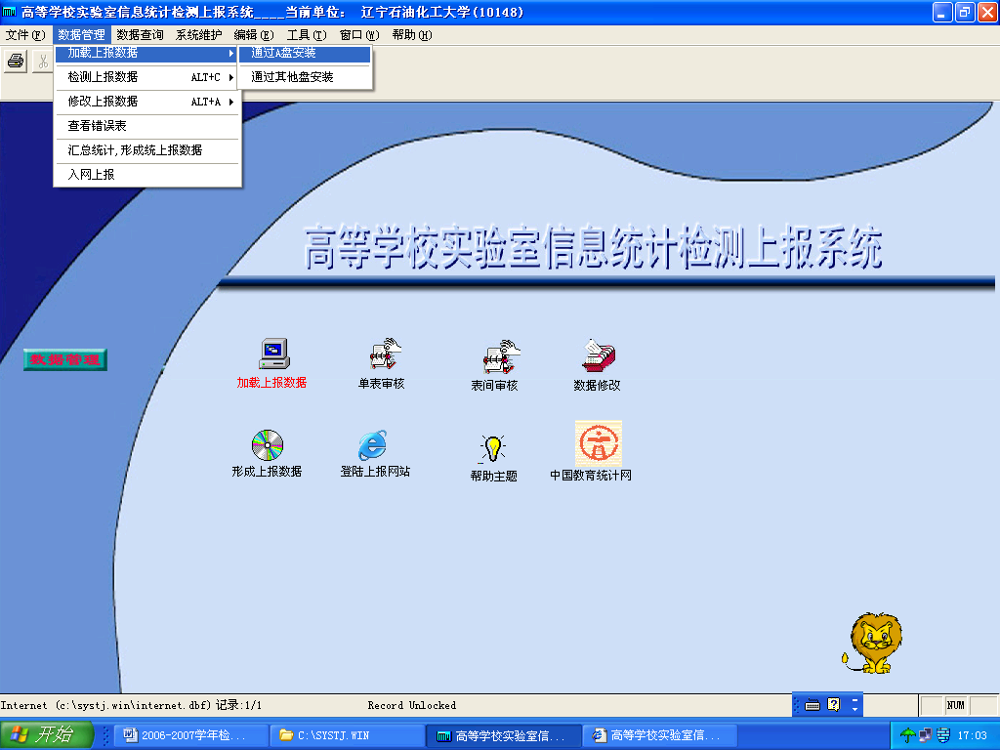 高等学校实验室信息统计检测上报系统____当前单位： 辽宁石油化工大学(10148)
文件(F) 数据管理 数据查询 系统维护 编辑(E) 工具(T) 窗口(W) 帮助(H)
加载上报数据 通过A盘安装
检测上报数据 ALT+C 通过其他盘安装
修改上报数据 ALT+A
查看错误表
汇总统计,形成统上报数据
入网上报
高等学校实验室信息统计检测上报系统
数据管理
加载上报数据 单表审核 表间审核 数据修改
形成上报数据 登陆上报网站 帮助主题 中国教育统计网
Internet (c:\systj.win\internet.dbf) 记录:1/1 Record Unlocked NUM
开始 2006-2007学年检... C:\SYSTJ.WIN 高等学校实验室信... 高等学校实验室信... 17:03